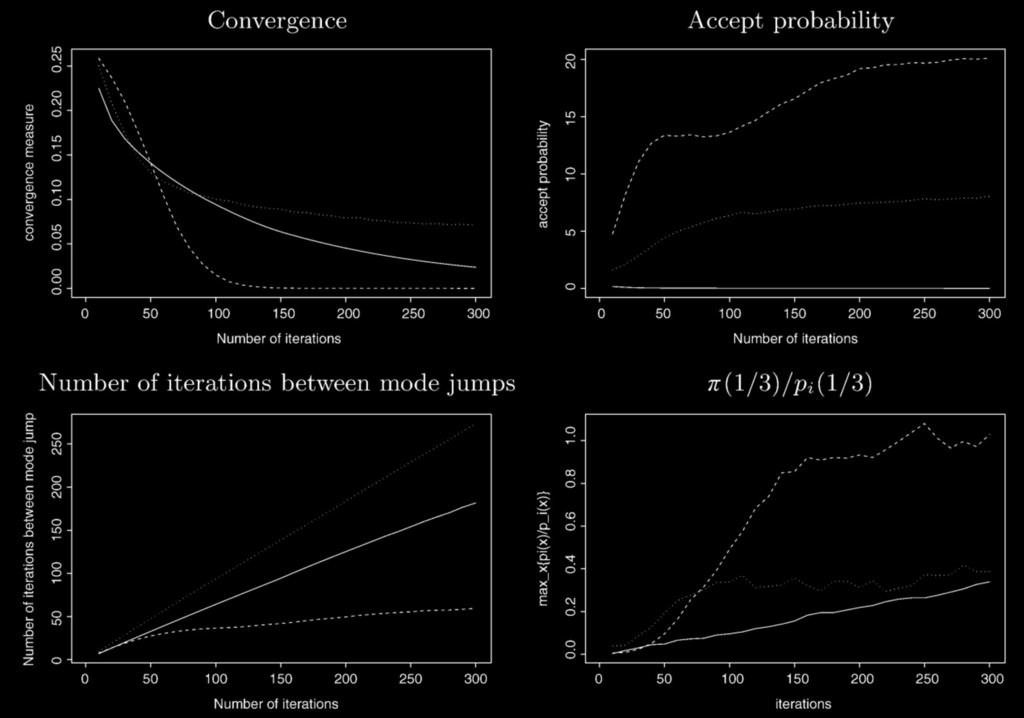 Convergence
convergence measure
0.00 0.05 0.10 0.15 0.20 0.25
0 50 100 150 200 250 300
Number of iterations
Accept probability
accept probability
0 5 10 15 20
0 50 100 150 200 250 300
Number of iterations
Number of iterations between mode jumps
Number of iterations between mode jump
0 50 100 150 200 250
0 50 100 150 200 250 300
Number of iterations
π(1/3)/pᵢ(1/3)
max_x{pi(x)/p_i(x)}
0.0 0.2 0.4 0.6 0.8 1.0
0 50 100 150 200 250 300
iterations